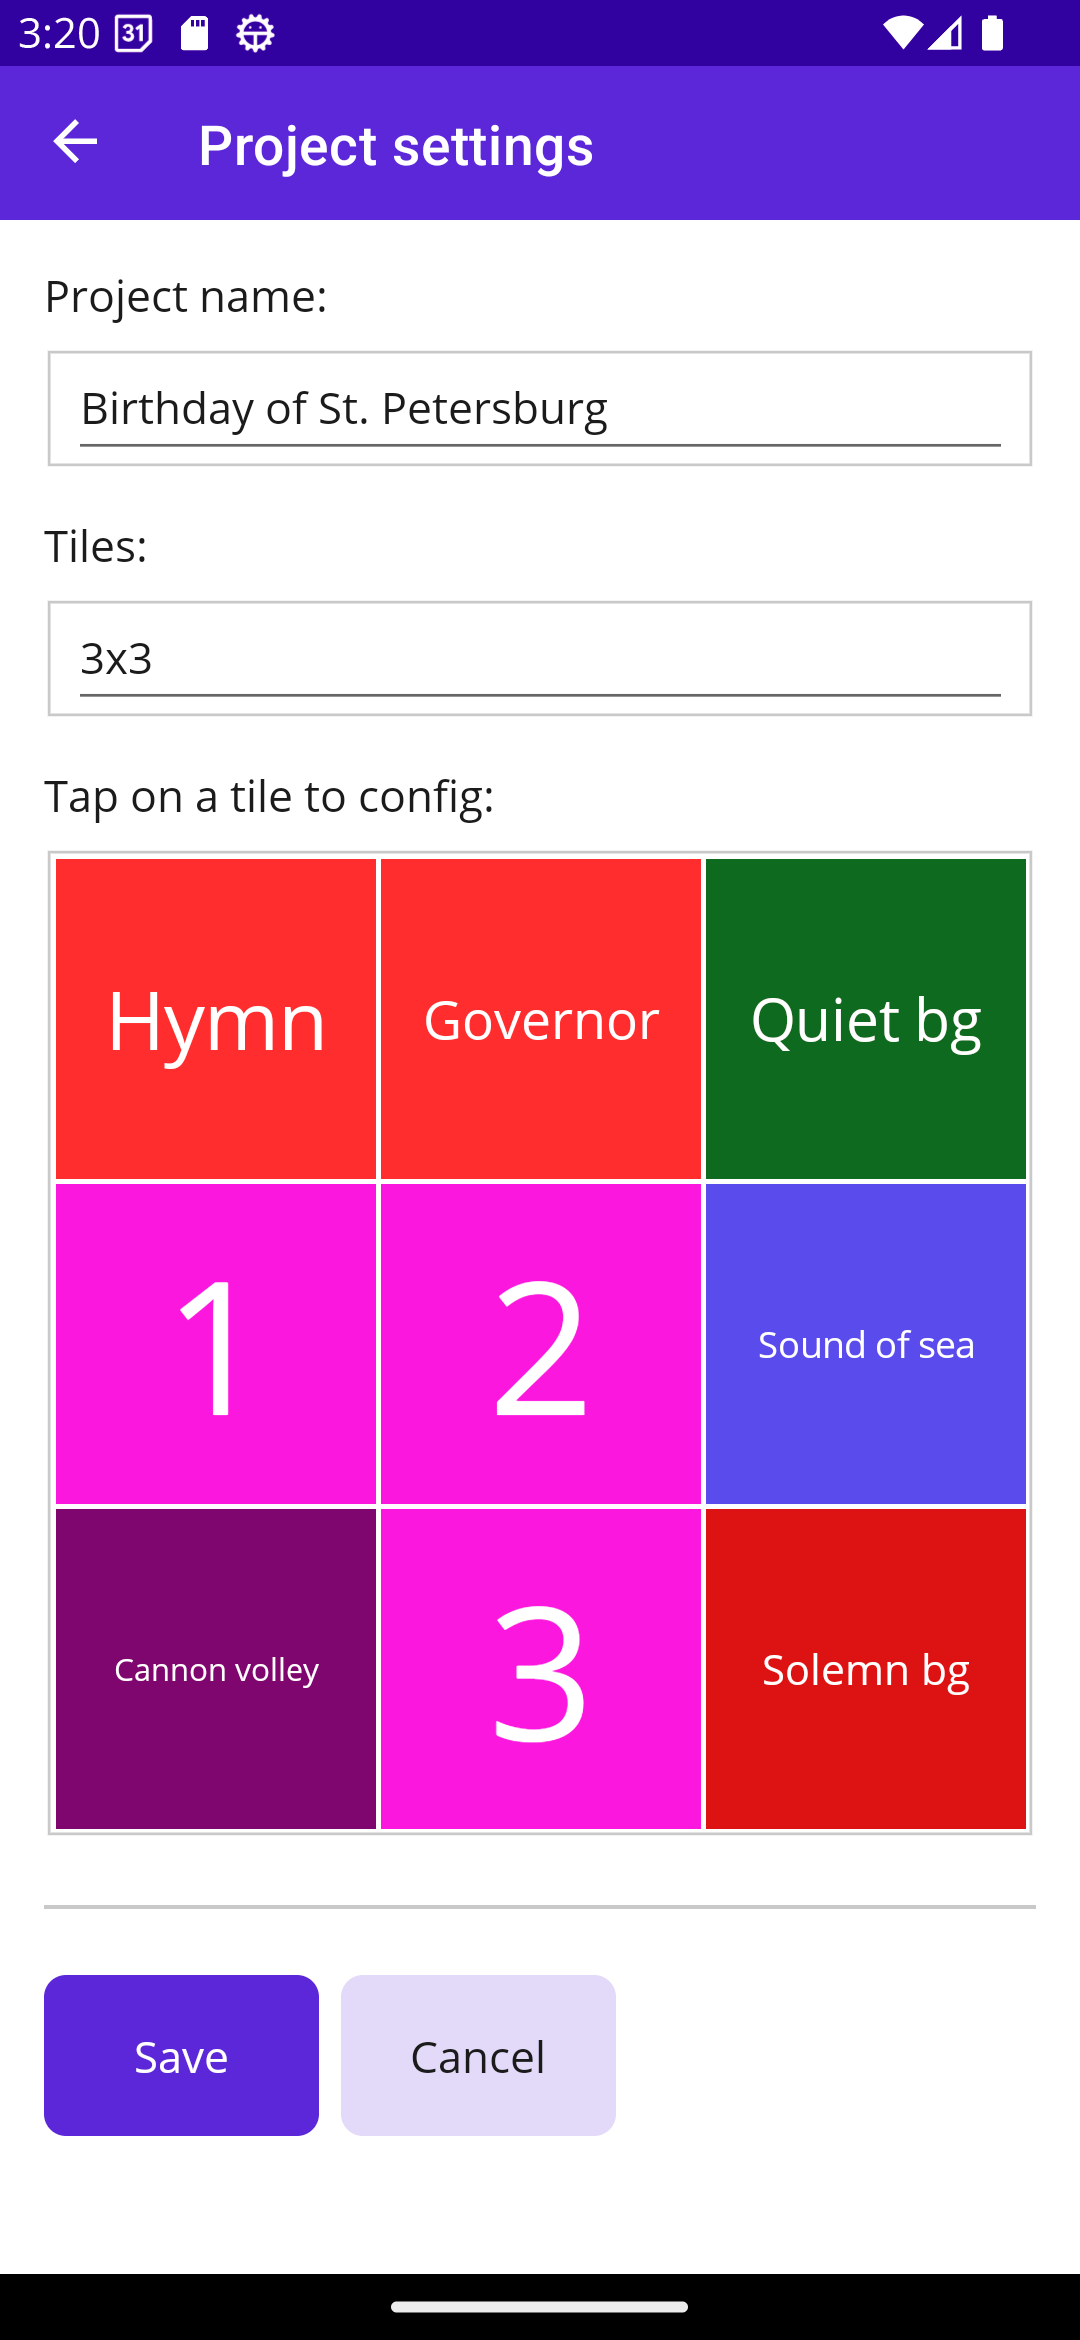 3:20 31
Project settings
Project name:
Birthday of St. Petersburg
Tiles:
3x3
Tap on a tile to config:
Hymn
Governor
Quiet bg
1
2
Sound of sea
Cannon volley
3
Solemn bg
Save
Cancel